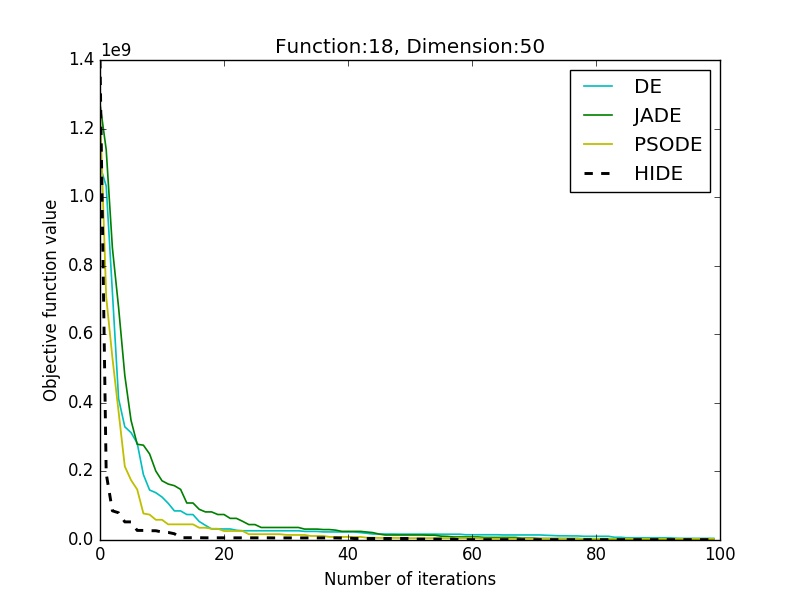 Function:18, Dimension:50
1e9
1.4
1.2
1.0
0.8
0.6
0.4
0.2
0.0
Objective function value
DE
JADE
PSODE
HIDE
0 20 40 60 80 100
Number of iterations